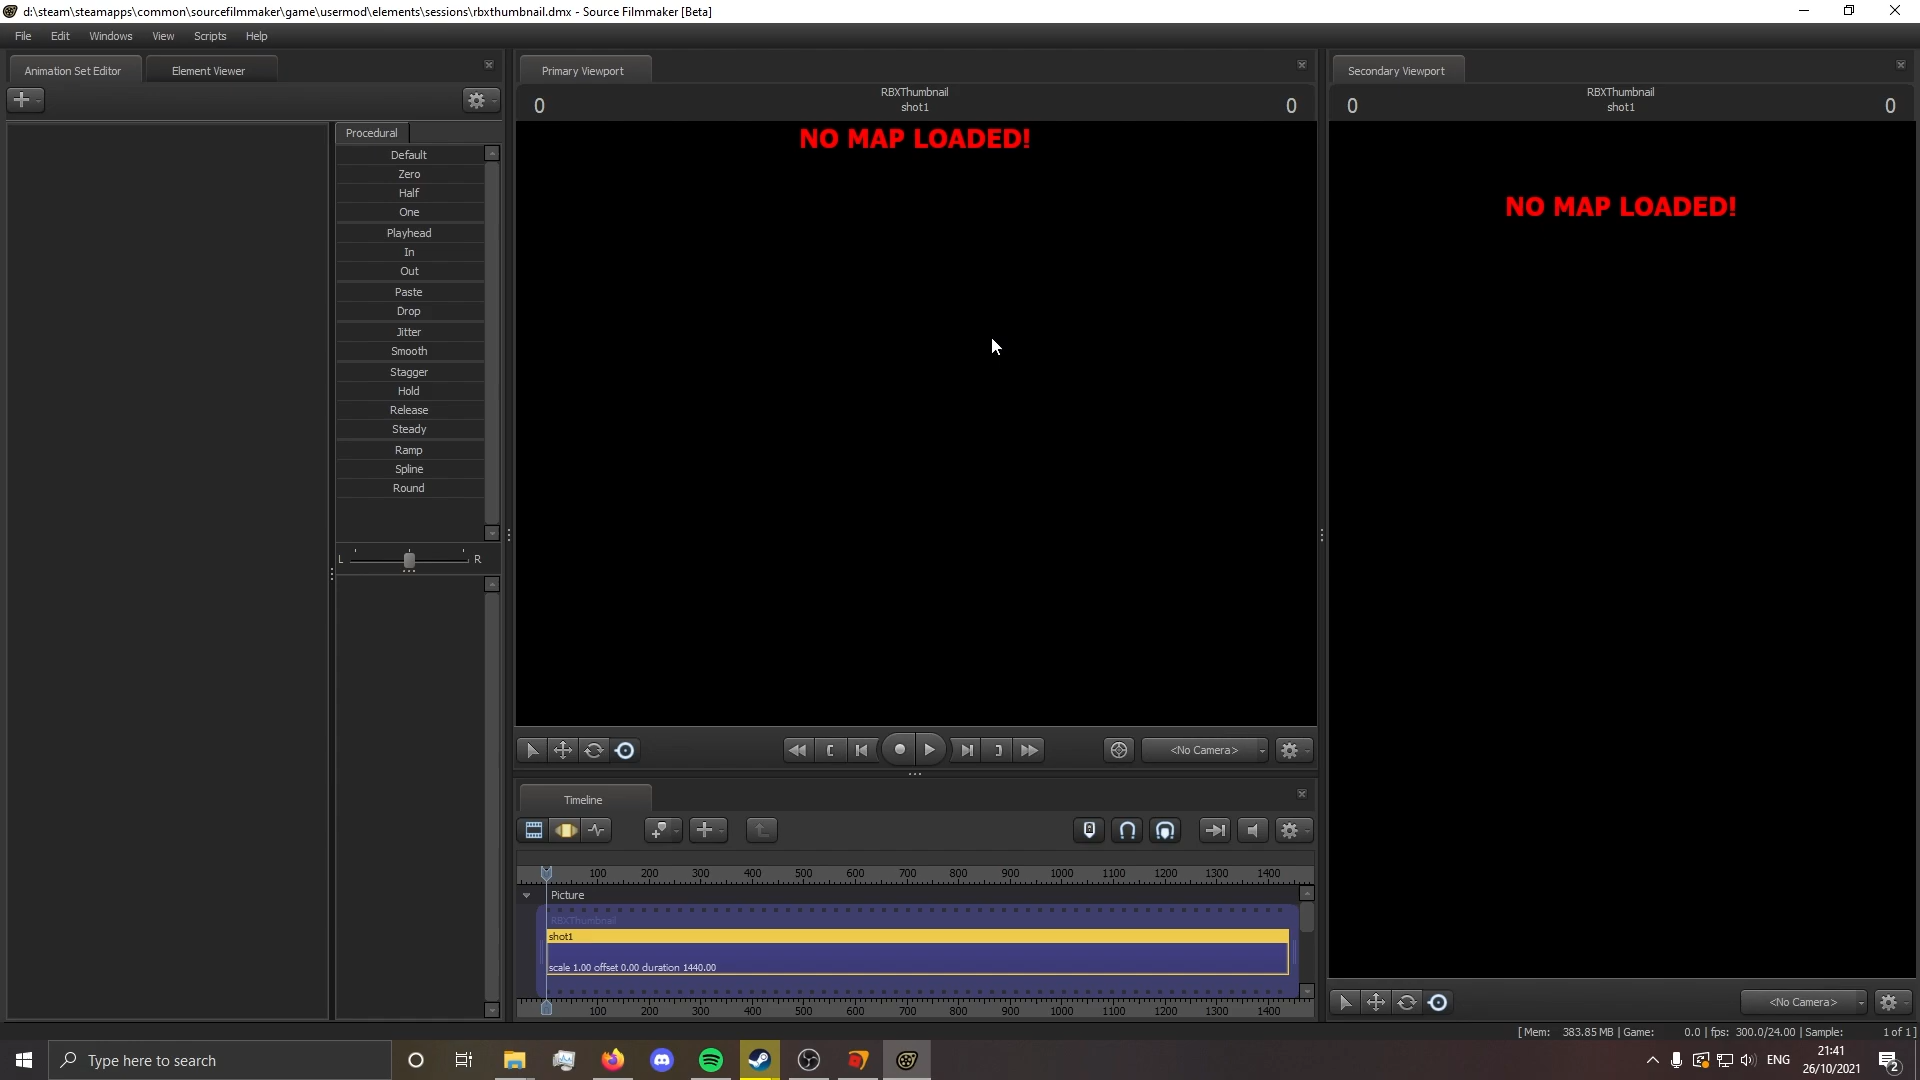 d:\steam\steamapps\common\sourcefilmmaker\game\usermod\elements\sessions\rbxthumbnail.dmx - Source Filmmaker [Beta]
File Edit Windows View Scripts Help
Animation Set Editor Element Viewer
Procedural
Default
Zero
Half
One
Playhead
In
Out
Paste
Drop
Jitter
Smooth
Stagger
Hold
Release
Steady
Ramp
Spline
Round
L R
Primary Viewport
0 RBXThumbnail 0
shot1
NO MAP LOADED!
<No Camera>
Timeline
100 200 300 400 500 600 700 800 900 1000 1100 1200 1300 1400
Picture
RBXThumbnail
shot1
scale 1.00 offset 0.00 duration 1440.00
100 200 300 400 500 600 700 800 900 1000 1100 1200 1300 1400
Secondary Viewport
0 RBXThumbnail 0
shot1
NO MAP LOADED!
<No Camera>
[ Mem: 383.85 MB | Game: 0.0 | fps: 300.0/24.00 | Sample: 1 of 1 ]
Type here to search
ENG
21:41
26/10/2021
2